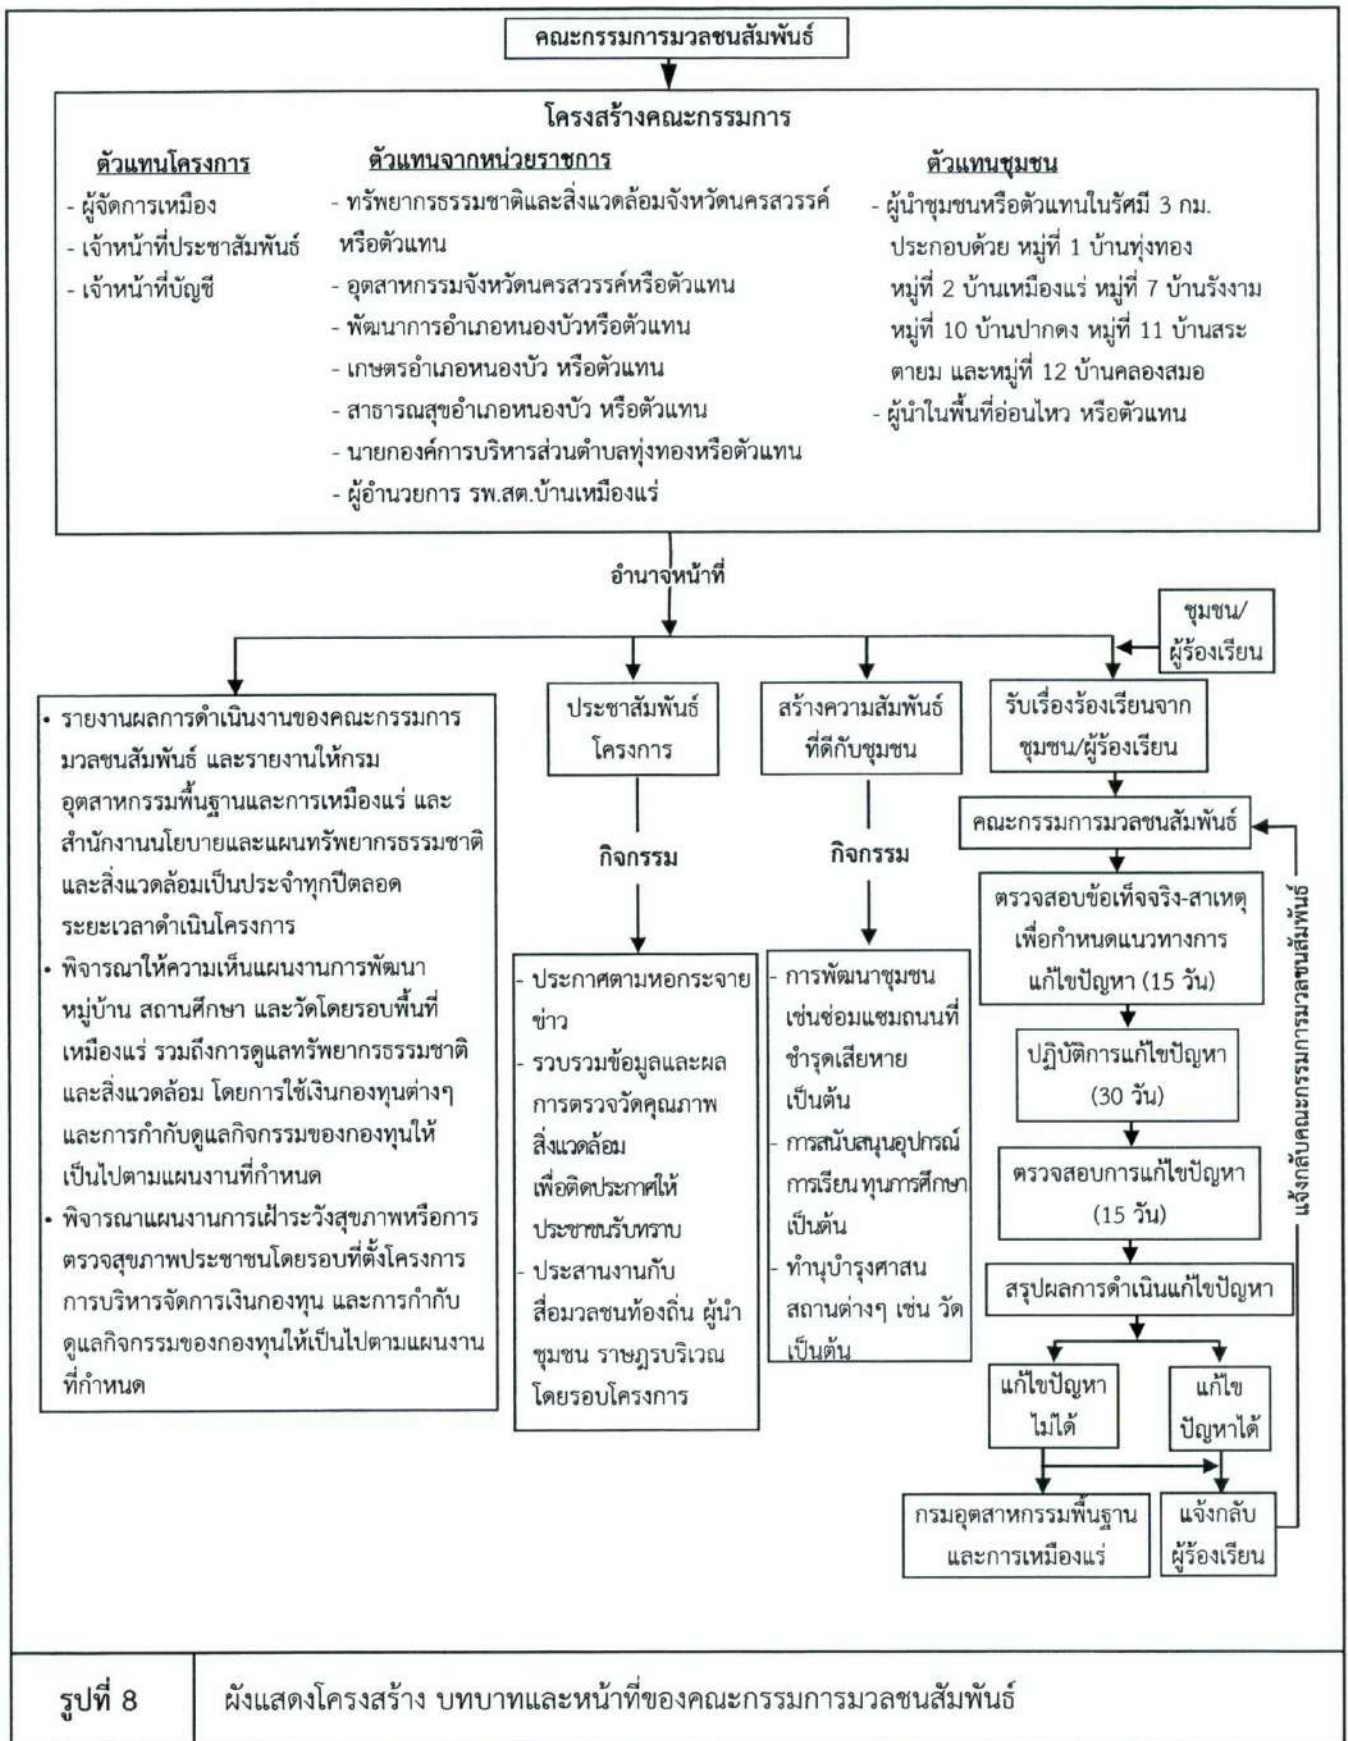 คณะกรรมการมวลชนสัมพันธ์
โครงสร้างคณะกรรมการ
ตัวแทนโครงการ
- ผู้จัดการเหมือง
- เจ้าหน้าที่ประชาสัมพันธ์
- เจ้าหน้าที่บัญชี
ตัวแทนจากหน่วยราชการ
- ทรัพยากรธรรมชาติและสิ่งแวดล้อมจังหวัดนครสวรรค์
หรือตัวแทน
- อุตสาหกรรมจังหวัดนครสวรรค์หรือตัวแทน
- พัฒนาการอำเภอหนองบัวหรือตัวแทน
- เกษตรอำเภอหนองบัว หรือตัวแทน
- สาธารณสุขอำเภอหนองบัว หรือตัวแทน
- นายกองค์การบริหารส่วนตำบลทุ่งทองหรือตัวแทน
- ผู้อำนวยการ รพ.สต.บ้านเหมืองแร่
ตัวแทนชุมชน
- ผู้นำชุมชนหรือตัวแทนในรัศมี 3 กม.
ประกอบด้วย หมู่ที่ 1 บ้านทุ่งทอง
หมู่ที่ 2 บ้านเหมืองแร่ หมู่ที่ 7 บ้านรังงาม
หมู่ที่ 10 บ้านปากดง หมู่ที่ 11 บ้านสระ
ตายม และหมู่ที่ 12 บ้านคลองสมอ
- ผู้นำในพื้นที่อ่อนไหว หรือตัวแทน
อำนาจหน้าที่
ชุมชน/
ผู้ร้องเรียน
• รายงานผลการดำเนินงานของคณะกรรมการ
มวลชนสัมพันธ์ และรายงานให้กรม
อุตสาหกรรมพื้นฐานและการเหมืองแร่ และ
สำนักงานนโยบายและแผนทรัพยากรธรรมชาติ
และสิ่งแวดล้อมเป็นประจำทุกปีตลอด
ระยะเวลาดำเนินโครงการ
• พิจารณาให้ความเห็นแผนงานการพัฒนา
หมู่บ้าน สถานศึกษา และวัดโดยรอบพื้นที่
เหมืองแร่ รวมถึงการดูแลทรัพยากรธรรมชาติ
และสิ่งแวดล้อม โดยการใช้เงินกองทุนต่างๆ
และการกำกับดูแลกิจกรรมของกองทุนให้
เป็นไปตามแผนงานที่กำหนด
• พิจารณาแผนงานการเฝ้าระวังสุขภาพหรือการ
ตรวจสุขภาพประชาชนโดยรอบที่ตั้งโครงการ
การบริหารจัดการเงินกองทุน และการกำกับ
ดูแลกิจกรรมของกองทุนให้เป็นไปตามแผนงาน
ที่กำหนด
ประชาสัมพันธ์
โครงการ
กิจกรรม
- ประกาศตามหอกระจาย
ข่าว
- รวบรวมข้อมูลและผล
การตรวจวัดคุณภาพ
สิ่งแวดล้อม
เพื่อติดประกาศให้
ประชาชนรับทราบ
- ประสานงานกับ
สื่อมวลชนท้องถิ่น ผู้นำ
ชุมชน ราษฎรบริเวณ
โดยรอบโครงการ
สร้างความสัมพันธ์
ที่ดีกับชุมชน
กิจกรรม
- การพัฒนาชุมชน
เช่นซ่อมแซมถนนที่
ชำรุดเสียหาย
เป็นต้น
- การสนับสนุนอุปกรณ์
การเรียน ทุนการศึกษา
เป็นต้น
- ทำนุบำรุงศาสน
สถานต่างๆ เช่น วัด
เป็นต้น
รับเรื่องร้องเรียนจาก
ชุมชน/ผู้ร้องเรียน
คณะกรรมการมวลชนสัมพันธ์
ตรวจสอบข้อเท็จจริง-สาเหตุ
เพื่อกำหนดแนวทางการ
แก้ไขปัญหา (15 วัน)
ปฏิบัติการแก้ไขปัญหา
(30 วัน)
ตรวจสอบการแก้ไขปัญหา
(15 วัน)
สรุปผลการดำเนินแก้ไขปัญหา
แก้ไขปัญหา
ไม่ได้
แก้ไข
ปัญหาได้
กรมอุตสาหกรรมพื้นฐาน
และการเหมืองแร่
แจ้งกลับ
ผู้ร้องเรียน
แจ้งกลับคณะกรรมการมวลชนสัมพันธ์
รูปที่ 8
ผังแสดงโครงสร้าง บทบาทและหน้าที่ของคณะกรรมการมวลชนสัมพันธ์